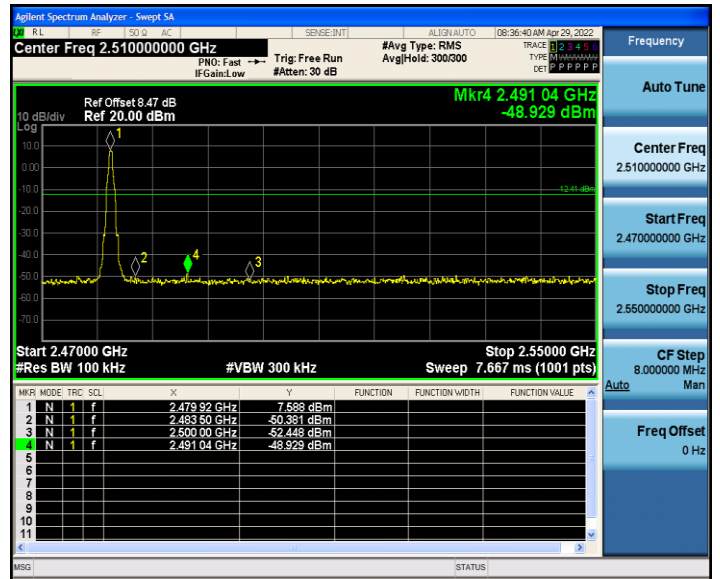 Agilent Spectrum Analyzer - Swept SA
RL RF 50 Ω AC SENSE:INT ALIGNAUTO 08:36:40 AM Apr 29, 2022
Center Freq 2.510000000 GHz
PNO: Fast
IFGain:Low
Trig: Free Run
#Atten: 30 dB
#Avg Type: RMS
Avg|Hold: 300/300
TRACE 1 2 3 4 5 6
TYPE M
DET P P P P P P
Ref Offset 8.47 dB
10 dB/div Ref 20.00 dBm
Log
Mkr4 2.491 04 GHz
-48.929 dBm
10.0
0.00
-10.0
-20.0
-30.0
-40.0
-50.0
-60.0
-70.0
1
2
4
3
-12.41 dBm
Start 2.47000 GHz Stop 2.55000 GHz
#Res BW 100 kHz #VBW 300 kHz Sweep 7.667 ms (1001 pts)
MKR MODE TRC SCL X Y FUNCTION FUNCTION WIDTH FUNCTION VALUE
1 N 1 f 2.479 92 GHz 7.588 dBm
2 N 1 f 2.483 50 GHz -50.381 dBm
3 N 1 f 2.500 00 GHz -52.448 dBm
4 N 1 f 2.491 04 GHz -48.929 dBm
5
6
7
8
9
10
11
MSG STATUS
Frequency
Auto Tune
Center Freq
2.510000000 GHz
Start Freq
2.470000000 GHz
Stop Freq
2.550000000 GHz
CF Step
8.000000 MHz
Auto Man
Freq Offset
0 Hz